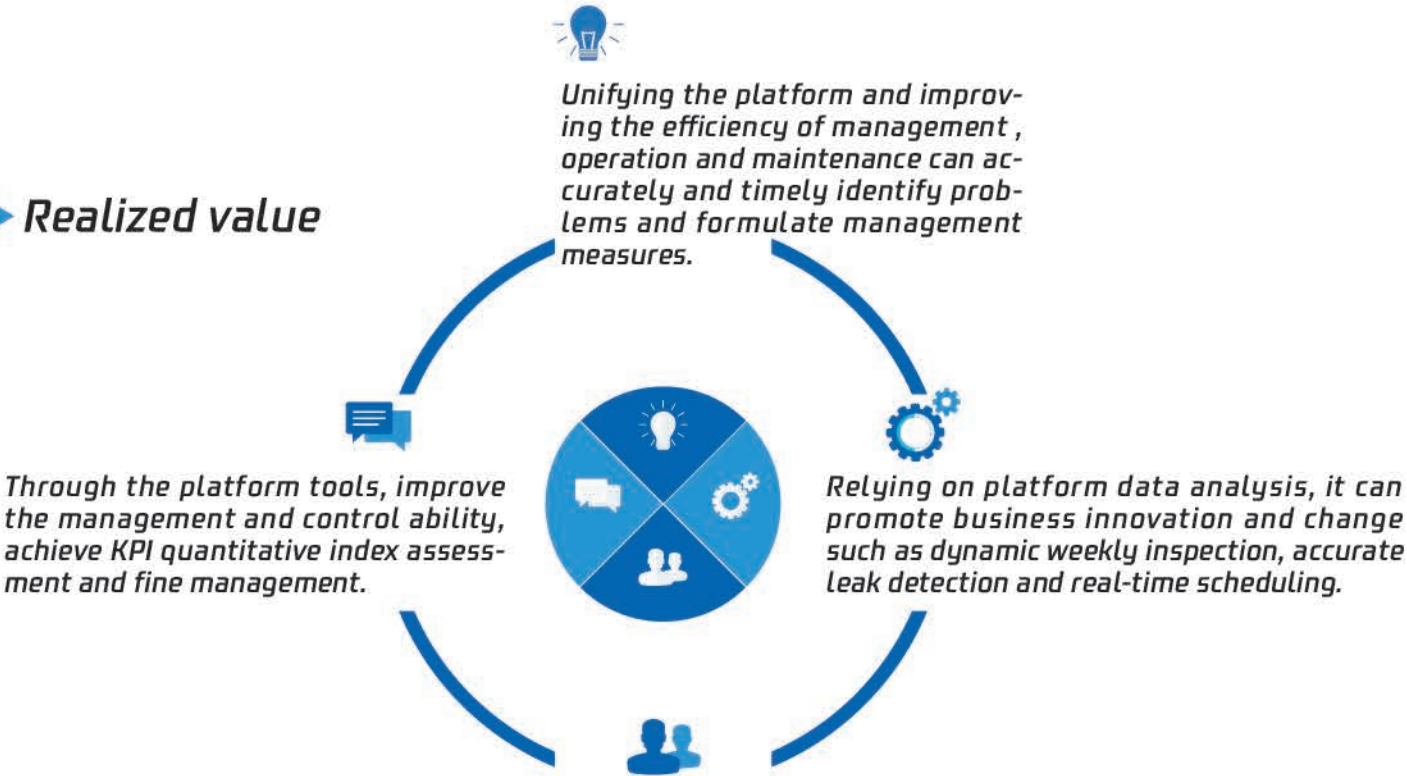 Unifying the platform and improv-
ing the efficiency of management ,
operation and maintenance can ac-
curately and timely identify prob-
lems and formulate management
measures.
Realized value
Through the platform tools, improve
the management and control ability,
achieve KPI quantitative index assess-
ment and fine management.
Relying on platform data analysis, it can
promote business innovation and change
such as dynamic weekly inspection, accurate
leak detection and real-time scheduling.